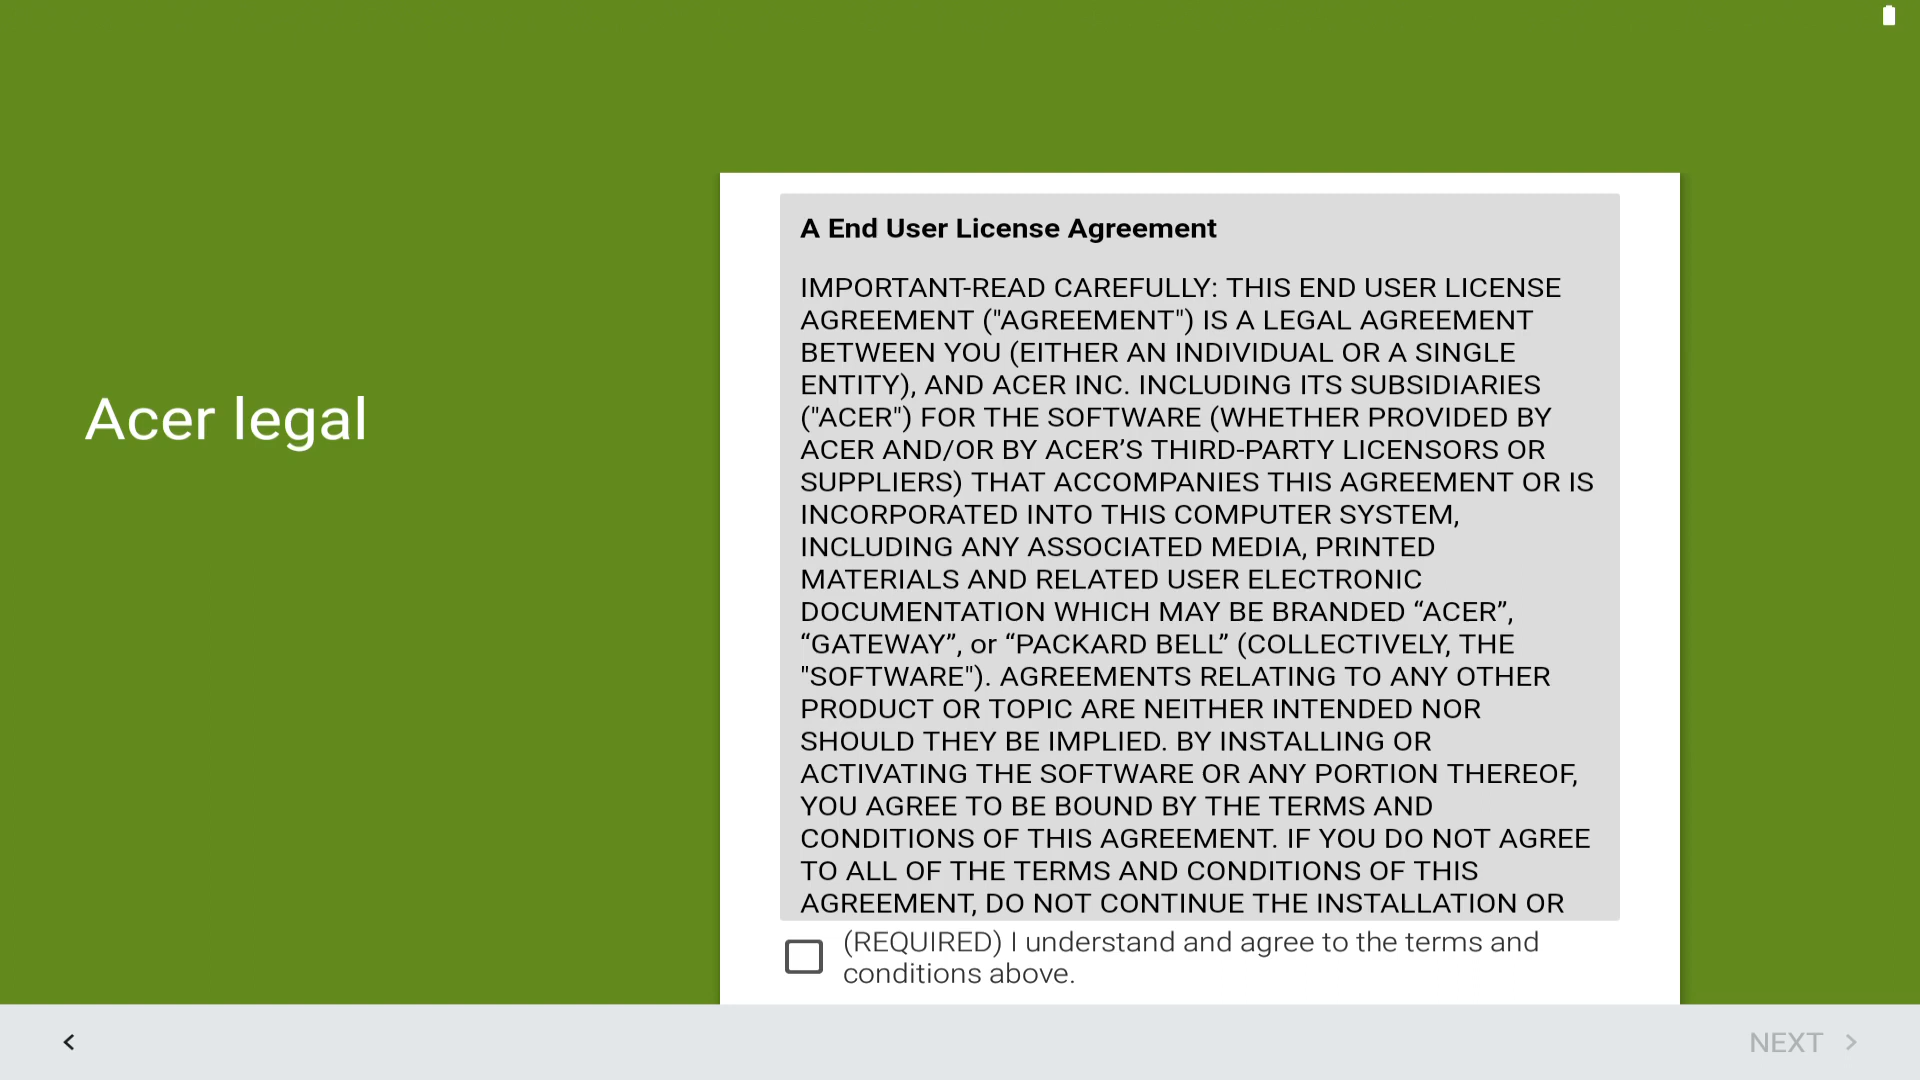 Acer legal
A End User License Agreement
IMPORTANT-READ CAREFULLY: THIS END USER LICENSE
AGREEMENT ("AGREEMENT") IS A LEGAL AGREEMENT
BETWEEN YOU (EITHER AN INDIVIDUAL OR A SINGLE
ENTITY), AND ACER INC. INCLUDING ITS SUBSIDIARIES
("ACER") FOR THE SOFTWARE (WHETHER PROVIDED BY
ACER AND/OR BY ACER’S THIRD-PARTY LICENSORS OR
SUPPLIERS) THAT ACCOMPANIES THIS AGREEMENT OR IS
INCORPORATED INTO THIS COMPUTER SYSTEM,
INCLUDING ANY ASSOCIATED MEDIA, PRINTED
MATERIALS AND RELATED USER ELECTRONIC
DOCUMENTATION WHICH MAY BE BRANDED “ACER”,
“GATEWAY”, or “PACKARD BELL” (COLLECTIVELY, THE
"SOFTWARE"). AGREEMENTS RELATING TO ANY OTHER
PRODUCT OR TOPIC ARE NEITHER INTENDED NOR
SHOULD THEY BE IMPLIED. BY INSTALLING OR
ACTIVATING THE SOFTWARE OR ANY PORTION THEREOF,
YOU AGREE TO BE BOUND BY THE TERMS AND
CONDITIONS OF THIS AGREEMENT. IF YOU DO NOT AGREE
TO ALL OF THE TERMS AND CONDITIONS OF THIS
AGREEMENT, DO NOT CONTINUE THE INSTALLATION OR
(REQUIRED) I understand and agree to the terms and
conditions above.
NEXT